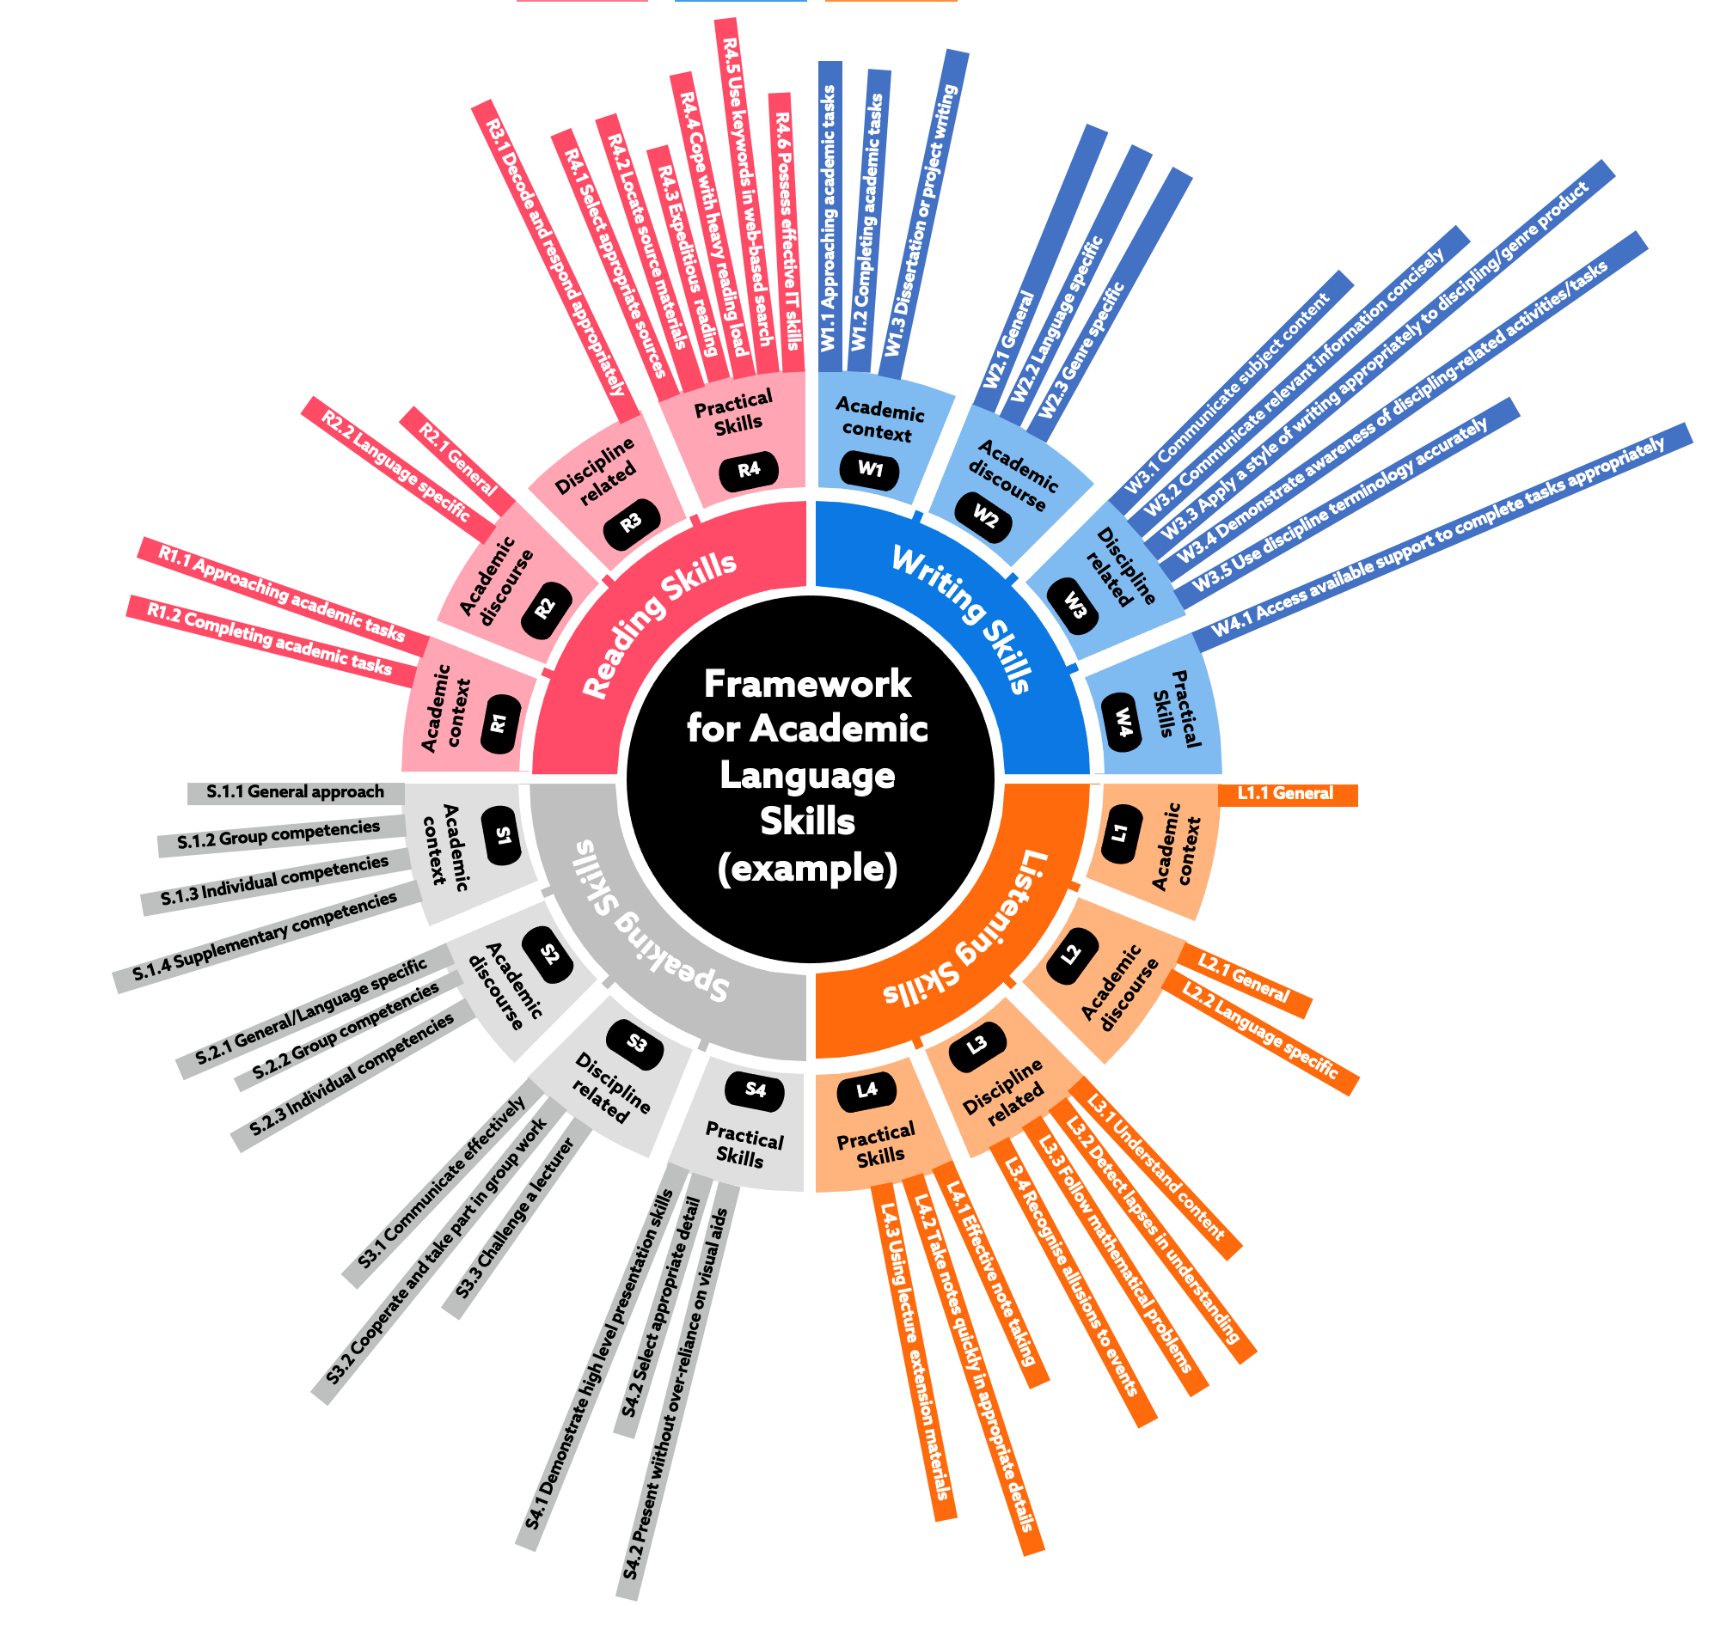 Framework
for Academic
Language
Skills
(example)
Reading Skills
Academic
context
R1
R1.1 Approaching academic tasks
R1.2 Completing academic tasks
Academic
discourse
R2
R2.1 General
R2.2 Language specific
Discipline
related
R3
R3.1 Decode and respond appropriately
Practical
Skills
R4
R4.1 Select appropriate sources
R4.2 Locate source materials
R4.3 Expeditious reading
R4.4 Cope with heavy reading load
R4.5 Use keywords in web-based search
R4.6 Possess effective IT skills
Writing Skills
Academic
context
W1
W1.1 Approaching academic tasks
W1.2 Completing academic tasks
W1.3 Dissertation or project writing
Academic
discourse
W2
W2.1 General
W2.2 Language specific
W2.3 Genre specific
Discipline
related
W3
W3.1 Communicate subject content
W3.2 Communicate relevant information concisely
W3.3 Apply a style of writing appropriately to discipling/genre product
W3.4 Demonstrate awareness of discipling-related activities/tasks
W3.5 Use discipline terminology accurately
Practical
Skills
W4
W4.1 Access available support to complete tasks appropriately
Listening Skills
L1
Academic
context
L1.1 General
L2
Academic
discourse
L2.1 General
L2.2 Language specific
L3
Discipline
related
L3.1 Understand content
L3.2 Detect lapses in understanding
L3.3 Follow mathematical problems
L3.4 Recognise allusions to events
L4
Practical
Skills
L4.1 Effective note taking
L4.2 Take notes quickly in appropriate details
L4.3 Using lecture extension materials
Speaking Skills
S1
Academic
context
S.1.1 General approach
S.1.2 Group competencies
S.1.3 Individual competencies
S.1.4 Supplementary competencies
S2
Academic
discourse
S.2.1 General/Language specific
S.2.2 Group competencies
S.2.3 Individual competencies
S3
Discipline
related
S3.1 Communicate effectively
S3.2 Cooperate and take part in group work
S3.3 Challenge a lecturer
S4
Practical
Skills
S4.1 Demonstrate high level presentation skills
S4.2 Select appropriate detail
S4.2 Present wiithout over-reliance on visual aids